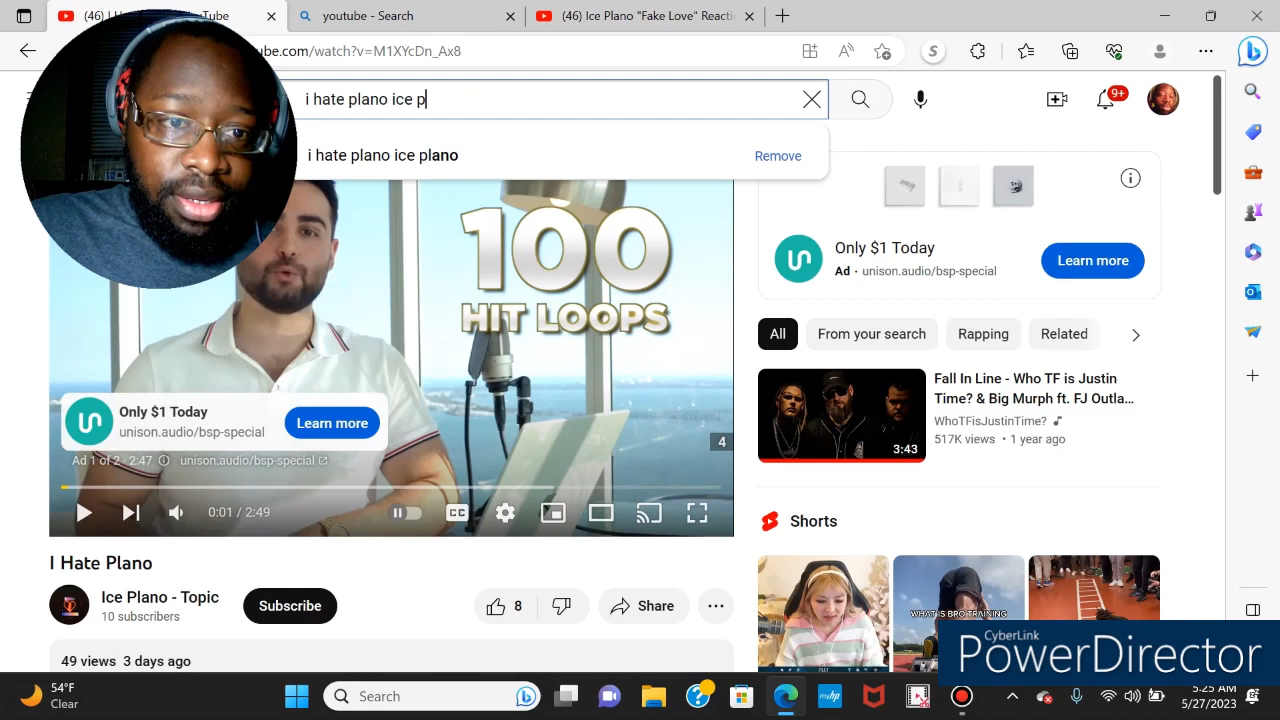 (46) I
YouTube
youtube - Search
(46) Ice Plano "Fake Love" Reacti
ube.com/watch?v=M1XYcDn_Ax8
i hate plano ice p
9+
i hate plano ice plano
Remove
100
HIT LOOPS
Only $1 Today
Ad · unison.audio/bsp-special
Learn more
All
From your search
Rapping
Related
Only $1 Today
unison.audio/bsp-special
Learn more
4
Ad 1 of 2 · 2:47
unison.audio/bsp-special
0:01 / 2:49
CC
Fall In Line - Who TF is Justin
Time? & Big Murph ft. FJ Outla...
WhoTFisJustinTime?
517K views • 1 year ago
3:43
Shorts
I Hate Plano
Ice Plano - Topic
10 subscribers
Subscribe
8
Share
WHAT IS BRO TRAINING
49 views 3 days ago
CyberLink
PowerDirector
54°F
Clear
Search
myhp
5:25 AM
5/27/2023